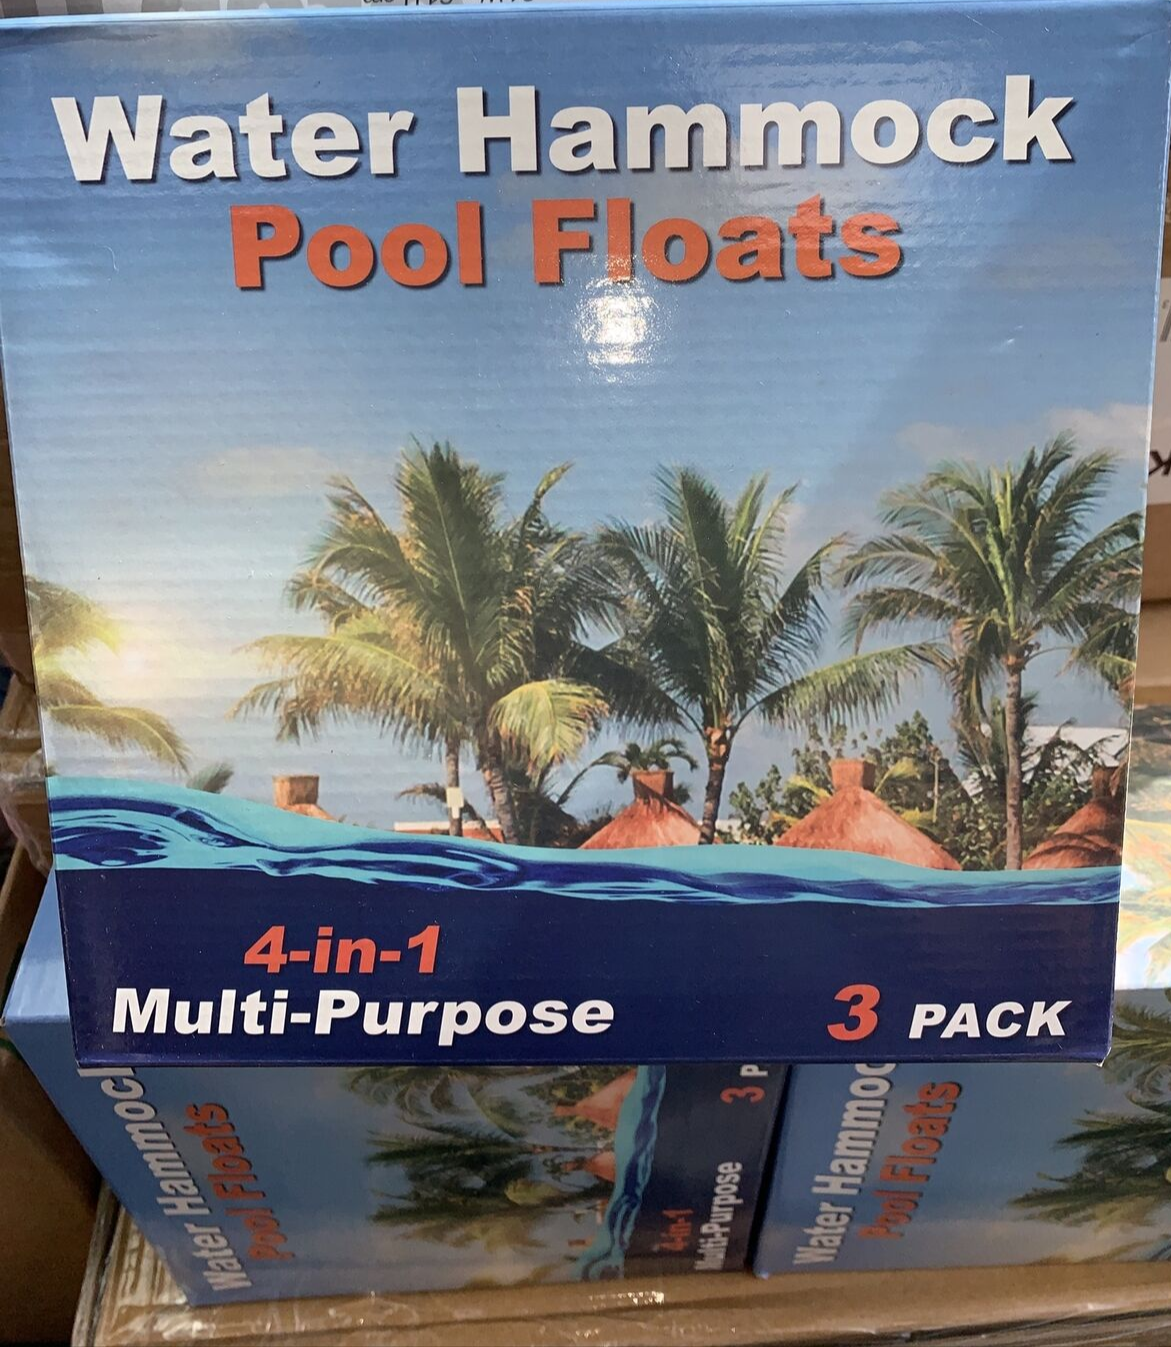 Water Hammock
Pool Floats
4-in-1
Multi-Purpose
3 PACK
Water Hammock
Pool Floats
4-in-1
Multi-Purpose
3
Water
Pool Floats